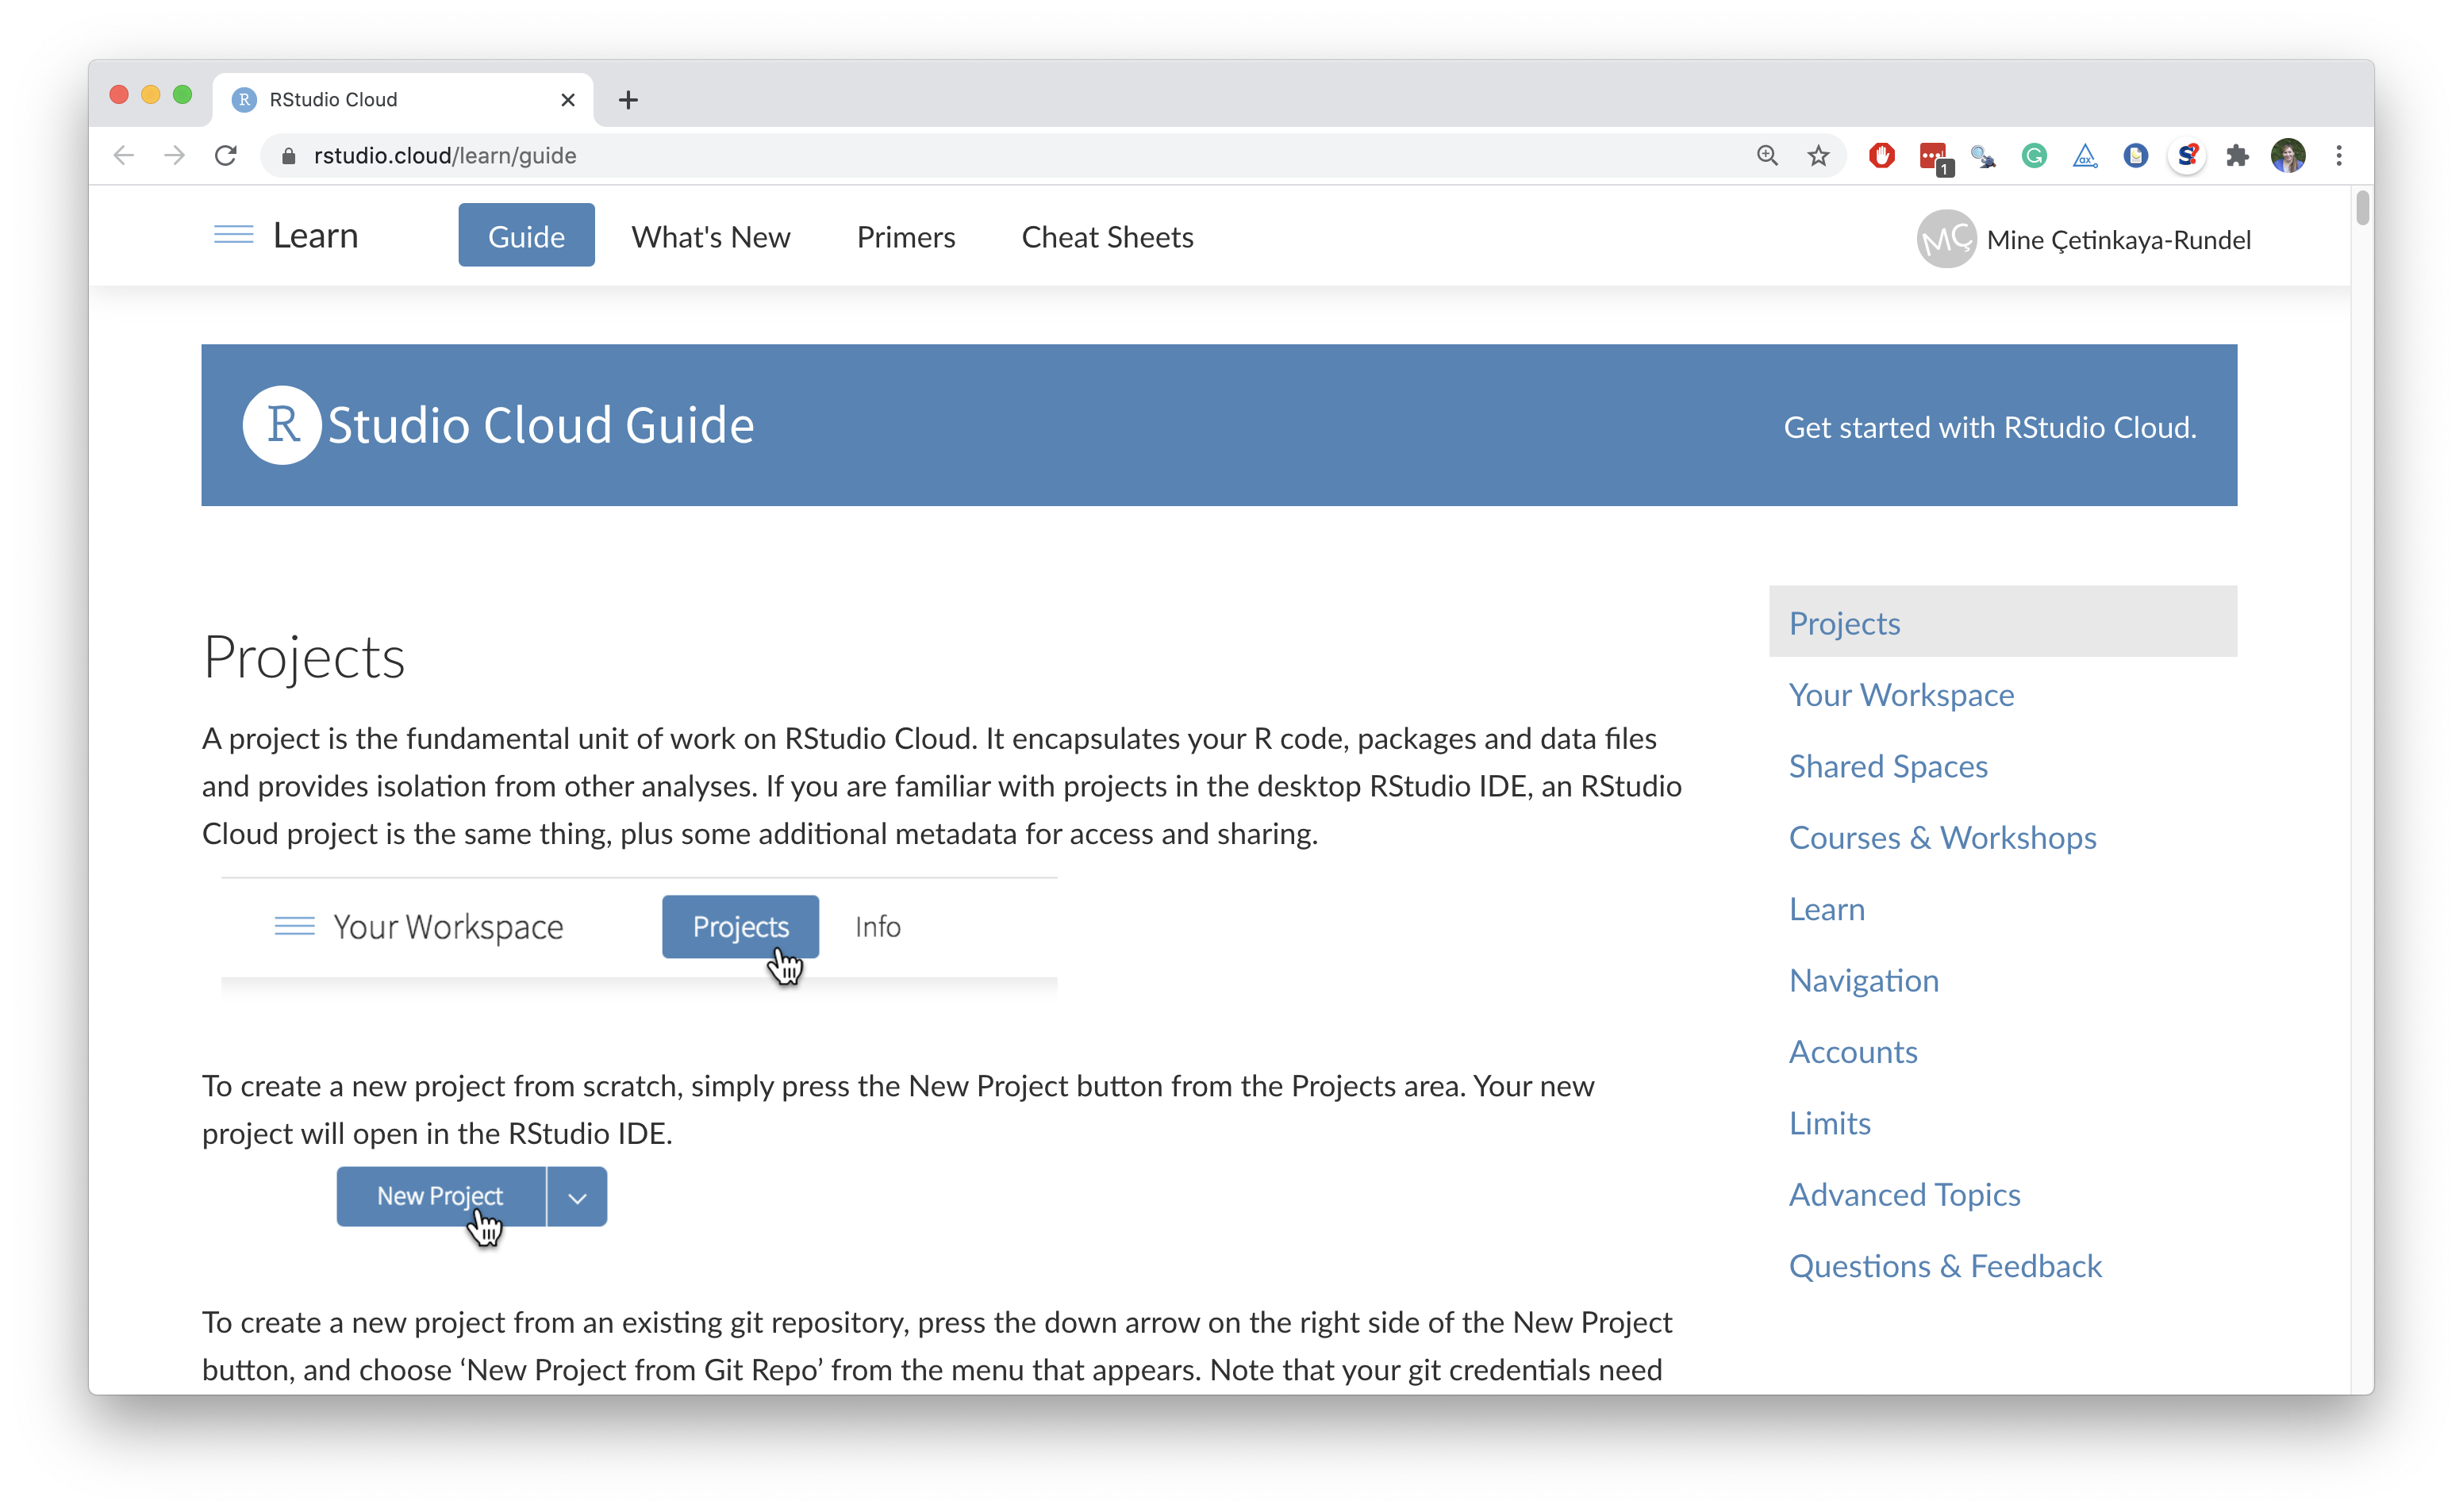 RStudio Cloud
rstudio.cloud/learn/guide
1
Learn
Guide
What's New
Primers
Cheat Sheets
MÇ
Mine Çetinkaya-Rundel
R Studio Cloud Guide
Get started with RStudio Cloud.
Projects
A project is the fundamental unit of work on RStudio Cloud. It encapsulates your R code, packages and data files
and provides isolation from other analyses. If you are familiar with projects in the desktop RStudio IDE, an RStudio
Cloud project is the same thing, plus some additional metadata for access and sharing.
Your Workspace
Projects
Info
To create a new project from scratch, simply press the New Project button from the Projects area. Your new
project will open in the RStudio IDE.
New Project
To create a new project from an existing git repository, press the down arrow on the right side of the New Project
button, and choose ‘New Project from Git Repo’ from the menu that appears. Note that your git credentials need
Projects
Your Workspace
Shared Spaces
Courses & Workshops
Learn
Navigation
Accounts
Limits
Advanced Topics
Questions & Feedback